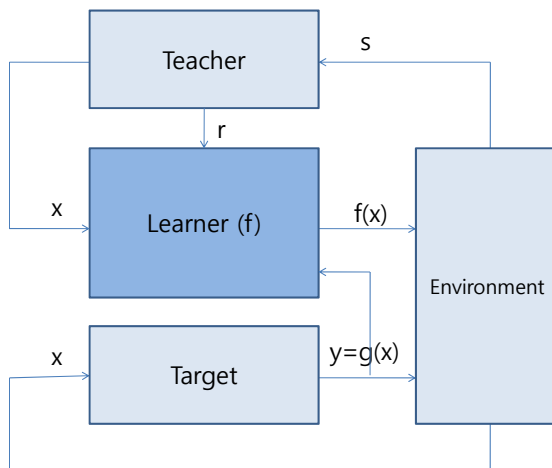 s
Teacher
r
x
Learner (f)
f(x)
Environment
x
Target
y=g(x)